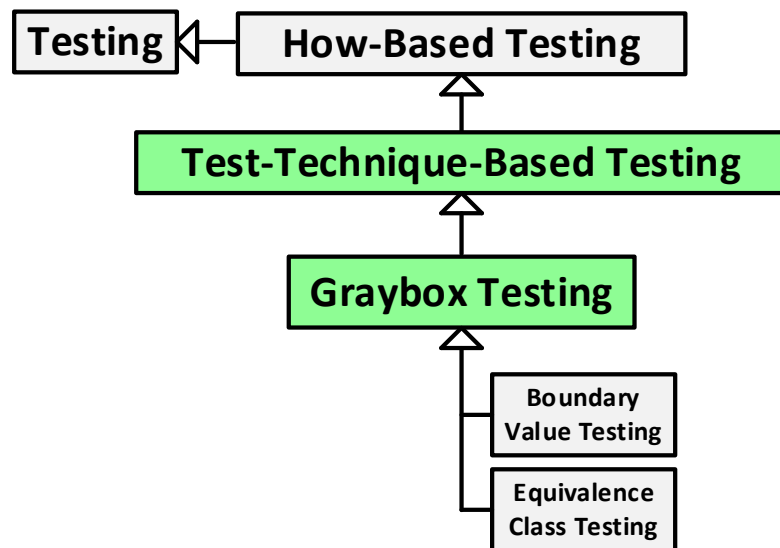 Testing
How-Based Testing
Test-Technique-Based Testing
Graybox Testing
Boundary
Value Testing
Equivalence
Class Testing